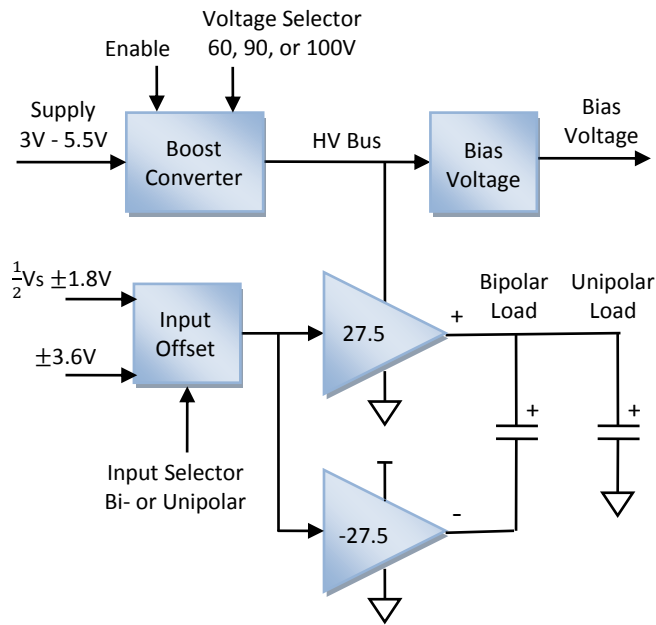 Voltage Selector
60, 90, or 100V
Enable
Supply
3V - 5.5V
Boost
Converter
HV Bus
Bias
Voltage
Bias
Voltage
½Vs ±1.8V
±3.6V
Input
Offset
Input Selector
Bi- or Unipolar
27.5
+
Bipolar
Load
Unipolar
Load
+
+
-27.5
-